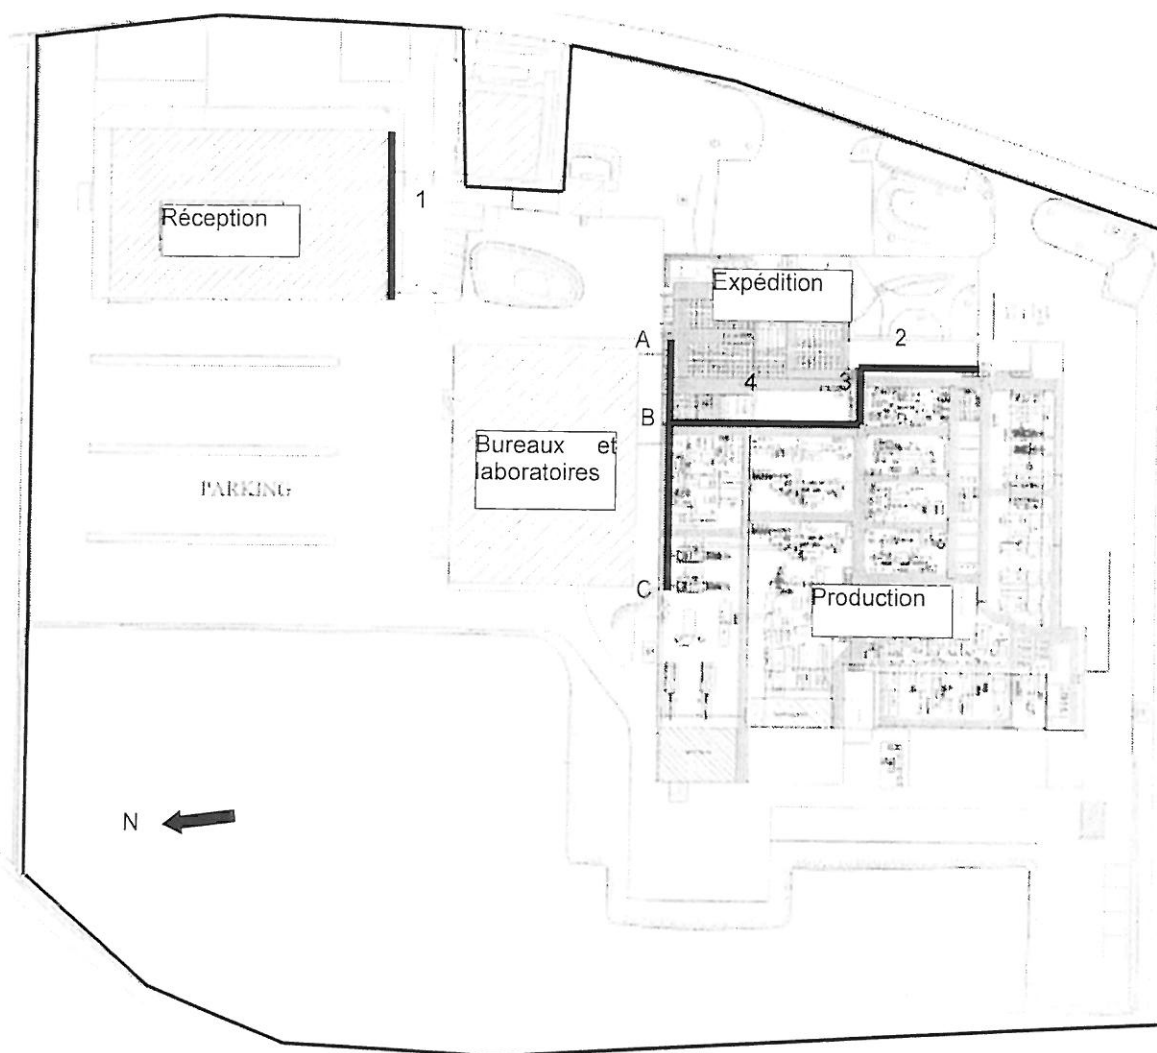 1
Réception
Expédition
A
2
4
3
B
Bureaux et
laboratoires
PARKING
C
Production
N